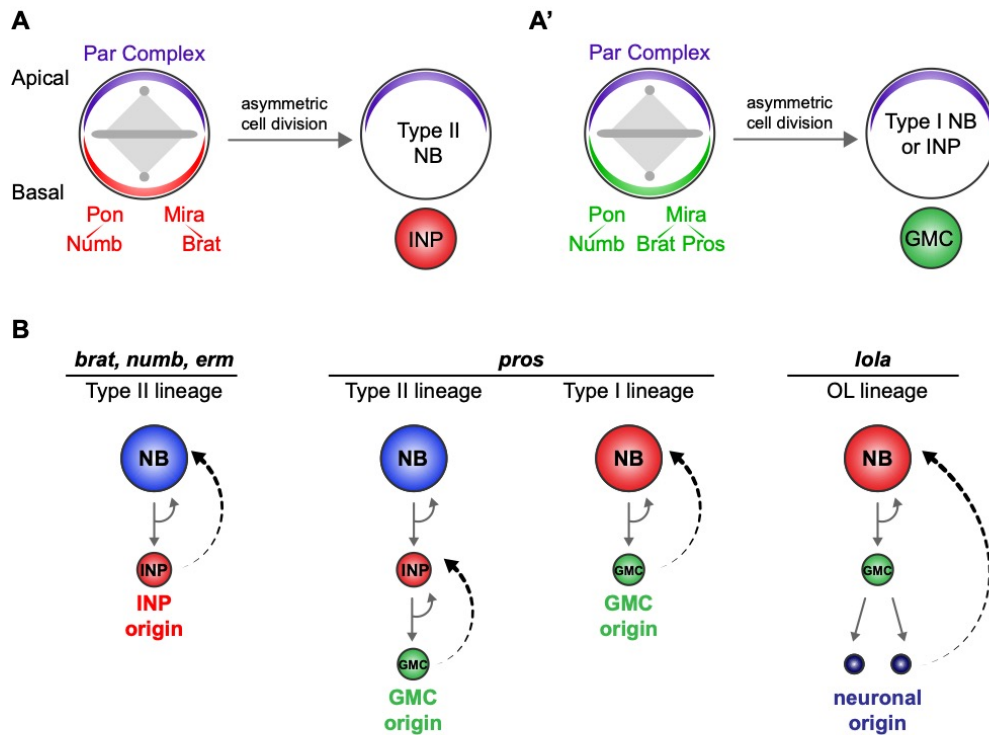 A
Par Complex
Apical
Basal
Pon Mira
Numb Brat
asymmetric
cell division
Type II
NB
INP
A'
Par Complex
Pon Mira
Numb Brat Pros
asymmetric
cell division
Type I NB
or INP
GMC
B
brat, numb, erm
Type II lineage
NB
INP
INP
origin
pros
Type II lineage
NB
INP
GMC
GMC
origin
Type I lineage
NB
GMC
GMC
origin
lola
OL lineage
NB
GMC
neuronal
origin